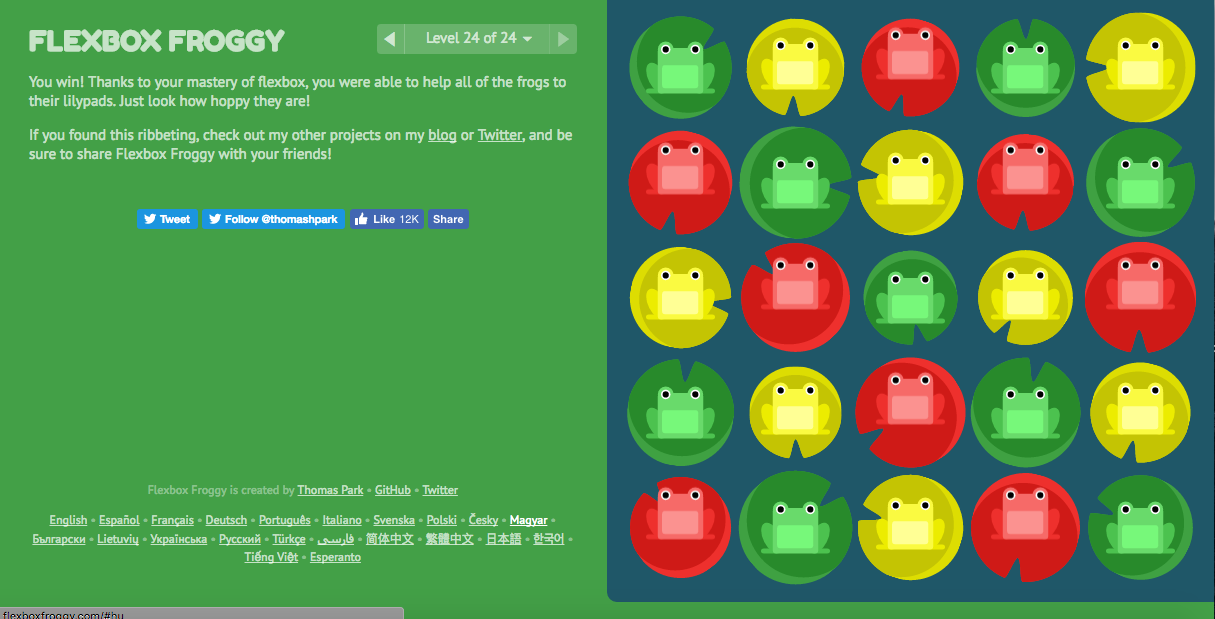 FLEXBOX FROGGY
Level 24 of 24
You win! Thanks to your mastery of flexbox, you were able to help all of the frogs to
their lilypads. Just look how hoppy they are!
If you found this ribbeting, check out my other projects on my blog or Twitter, and be
sure to share Flexbox Froggy with your friends!
Tweet Follow @thomashpark Like 12K Share
Flexbox Froggy is created by Thomas Park • GitHub • Twitter
English • Español • Français • Deutsch • Português • Italiano • Svenska • Polski • Česky • Magyar •
Български • Lietuvių • Українська • Русский • Türkçe • فارسی • 简体中文 • 繁體中文 • 日本語 • 한국어 •
Tiếng Việt • Esperanto
flexboxfroggy.com/#hu